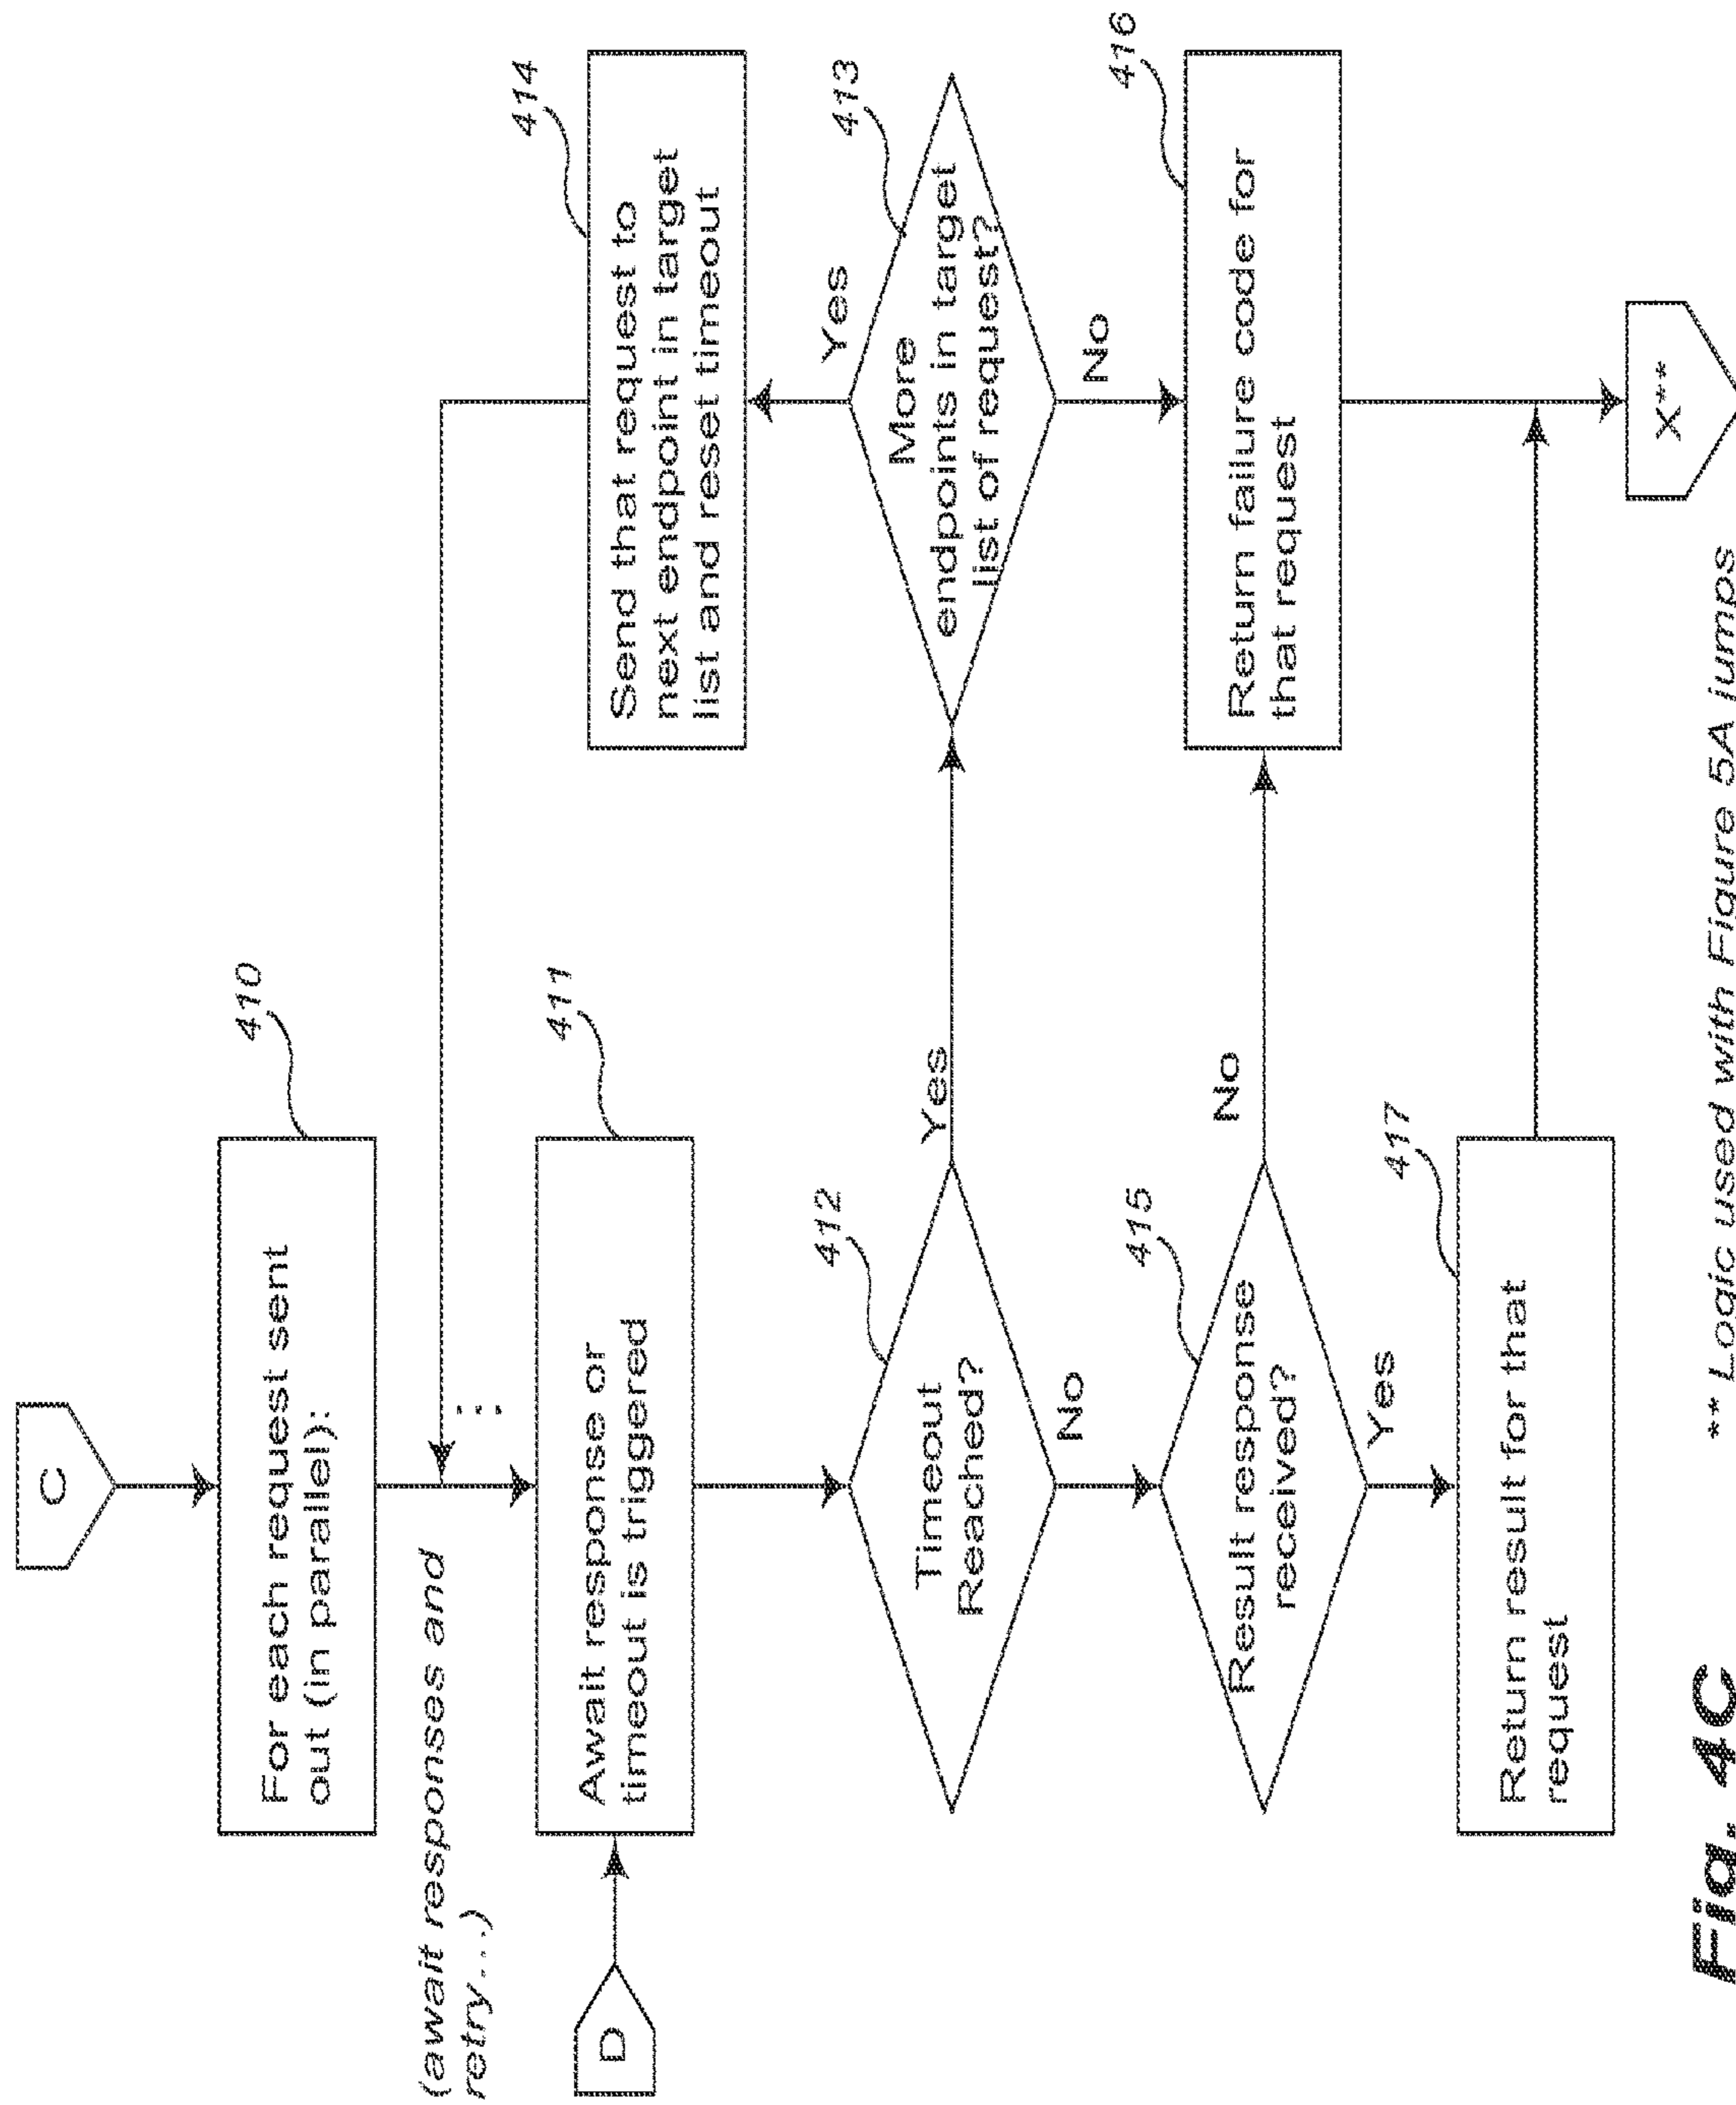 C
410
For each request sent
out (in parallel):
(await responses and
retry...)
D
411
Await response or
timeout is triggered
412
Timeout
Reached?
Yes
No
413
More
endpoints in target
list of request?
Yes
No
414
Send that request to
next endpoint in target
list and reset timeout
415
Result response
received?
No
Yes
416
Return failure code for
that request
417
Return result for that
request
X**
Fig. 4C
** Logic used with Figure 5A jumps